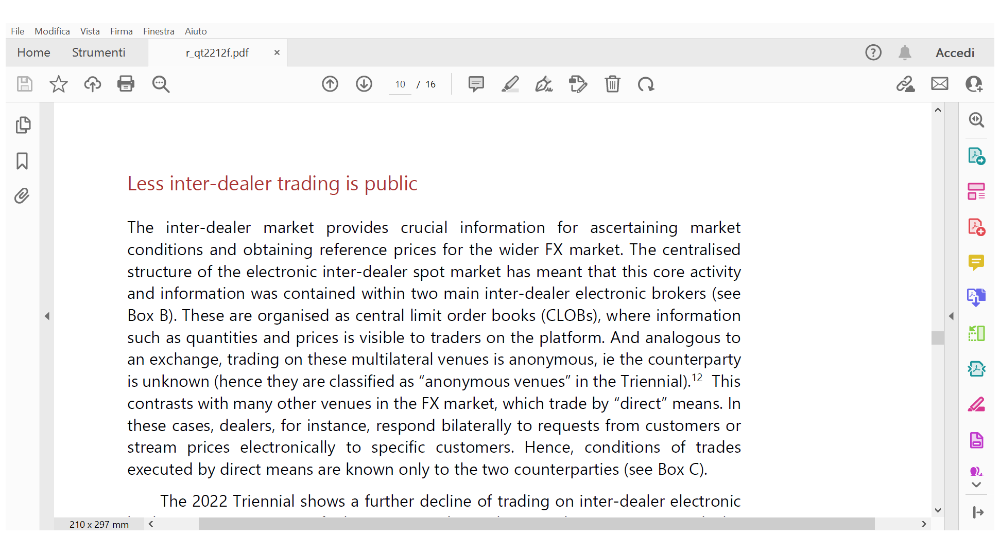 File Modifica Vista Firma Finestra Aiuto
Home Strumenti r_qt2212f.pdf × Accedi
10 / 16
Less inter-dealer trading is public
The inter-dealer market provides crucial information for ascertaining market
conditions and obtaining reference prices for the wider FX market. The centralised
structure of the electronic inter-dealer spot market has meant that this core activity
and information was contained within two main inter-dealer electronic brokers (see
Box B). These are organised as central limit order books (CLOBs), where information
such as quantities and prices is visible to traders on the platform. And analogous to
an exchange, trading on these multilateral venues is anonymous, ie the counterparty
is unknown (hence they are classified as “anonymous venues” in the Triennial).12 This
contrasts with many other venues in the FX market, which trade by “direct” means. In
these cases, dealers, for instance, respond bilaterally to requests from customers or
stream prices electronically to specific customers. Hence, conditions of trades
executed by direct means are known only to the two counterparties (see Box C).
The 2022 Triennial shows a further decline of trading on inter-dealer electronic
210 x 297 mm